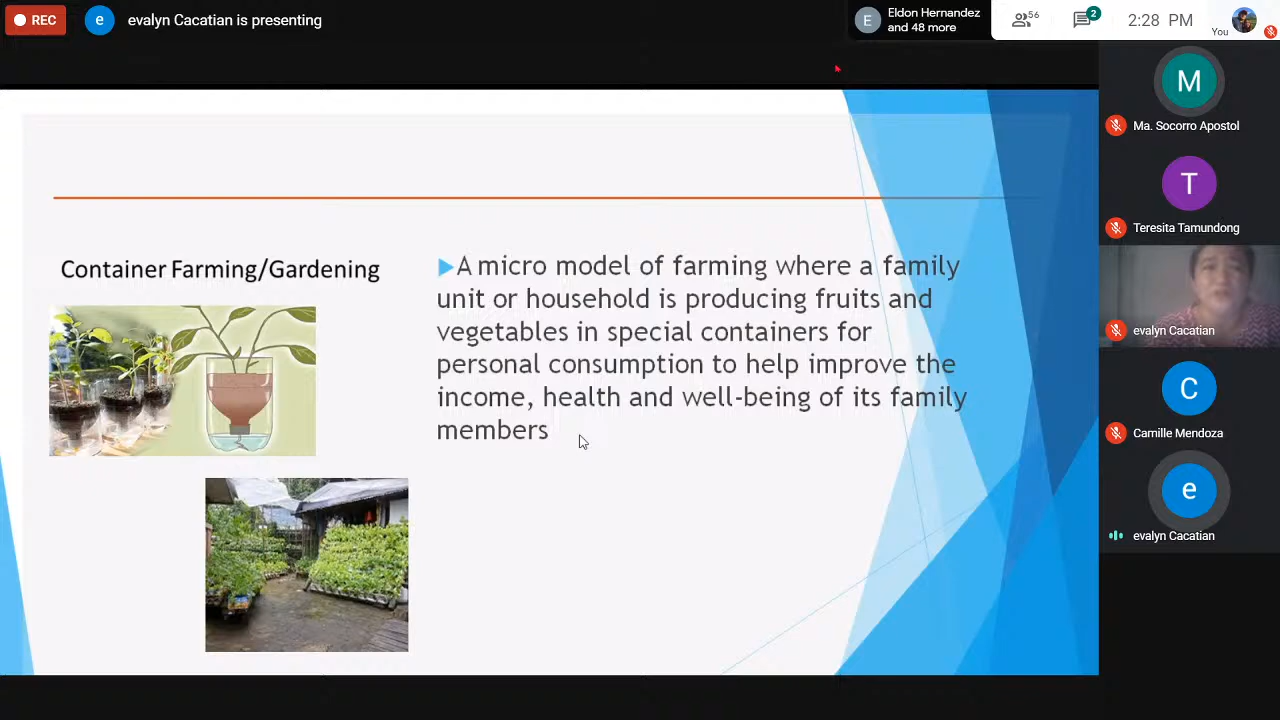 REC
e
evalyn Cacatian is presenting
E
Eldon Hernandez
and 48 more
56
2
2:28 PM
You
M
Ma. Socorro Apostol
T
Teresita Tamundong
evalyn Cacatian
C
Camille Mendoza
e
evalyn Cacatian
Container Farming/Gardening
A micro model of farming where a family
unit or household is producing fruits and
vegetables in special containers for
personal consumption to help improve the
income, health and well-being of its family
members